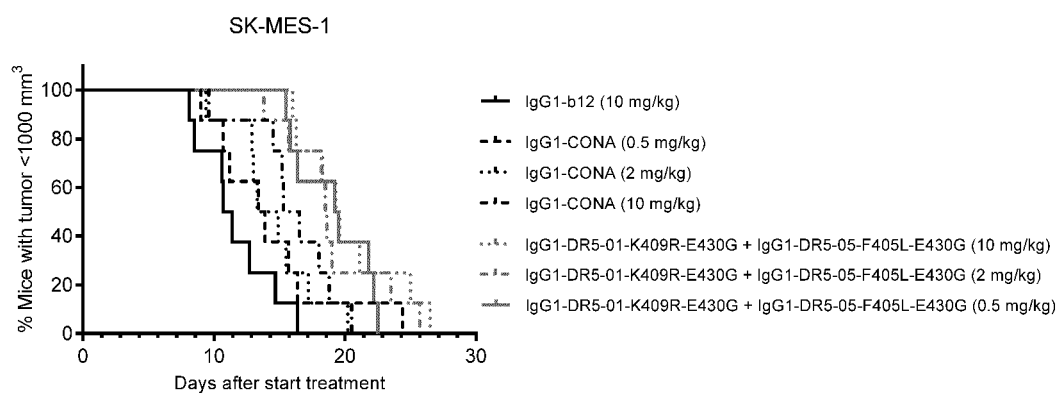 SK-MES-1
% Mice with tumor <1000 mm³
100
80
60
40
20
0
0
10
20
30
Days after start treatment
IgG1-b12 (10 mg/kg)
IgG1-CONA (0.5 mg/kg)
IgG1-CONA (2 mg/kg)
IgG1-CONA (10 mg/kg)
IgG1-DR5-01-K409R-E430G + IgG1-DR5-05-F405L-E430G (10 mg/kg)
IgG1-DR5-01-K409R-E430G + IgG1-DR5-05-F405L-E430G (2 mg/kg)
IgG1-DR5-01-K409R-E430G + IgG1-DR5-05-F405L-E430G (0.5 mg/kg)